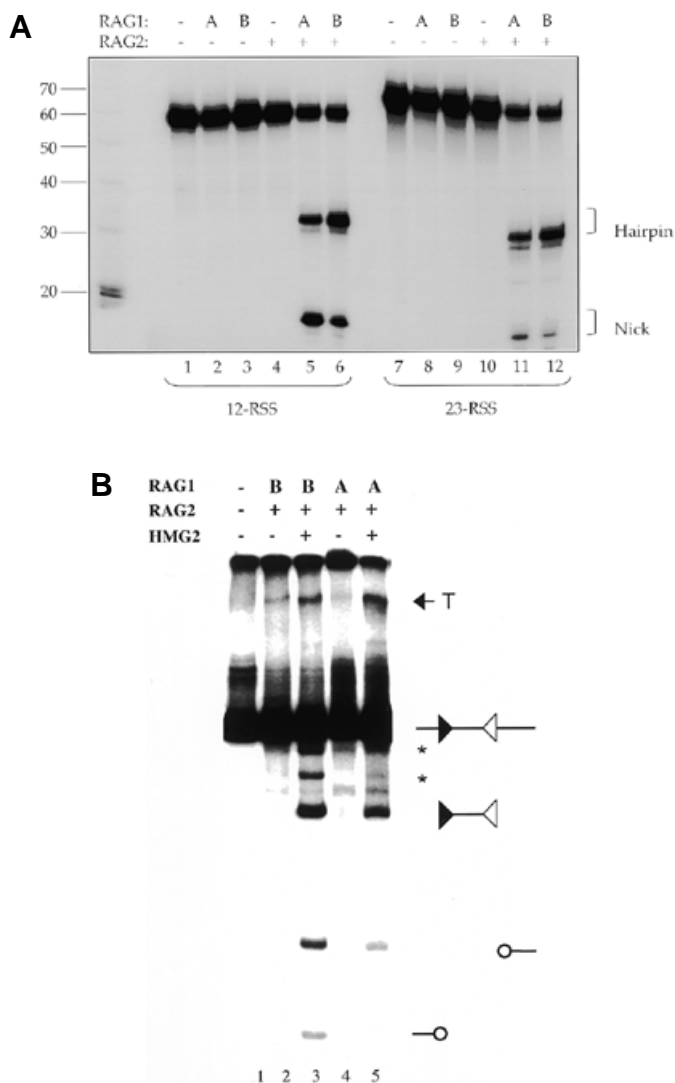 A
RAG1: - A B - A B - A B - A B
RAG2: - - - + + + - - - + + +
70
60
50
40
30
20
Hairpin
Nick
1 2 3 4 5 6 7 8 9 10 11 12
12-RSS 23-RSS
B
RAG1 - B B A A
RAG2 - + + + +
HMG2 - - + - +
T
*
*
1 2 3 4 5